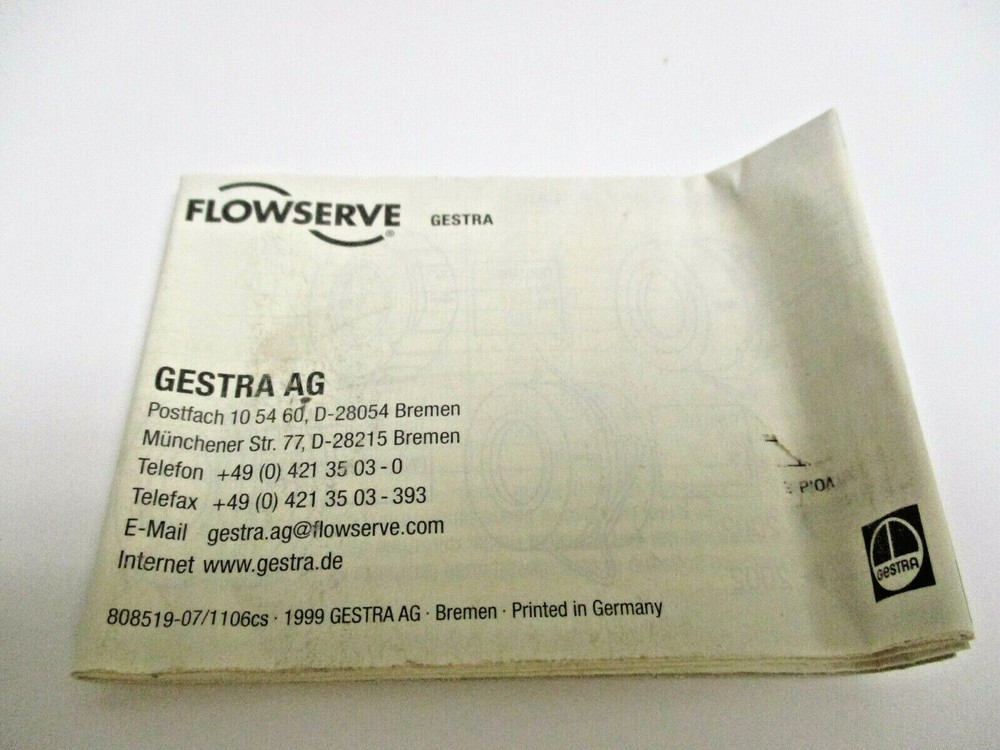 FLOWSERVE® GESTRA
GESTRA AG
Postfach 10 54 60, D-28054 Bremen
Münchener Str. 77, D-28215 Bremen
Telefon +49 (0) 421 35 03 - 0
Telefax +49 (0) 421 35 03 - 393
E-Mail gestra.ag@flowserve.com
Internet www.gestra.de
GESTRA
808519-07/1106cs · 1999 GESTRA AG · Bremen · Printed in Germany